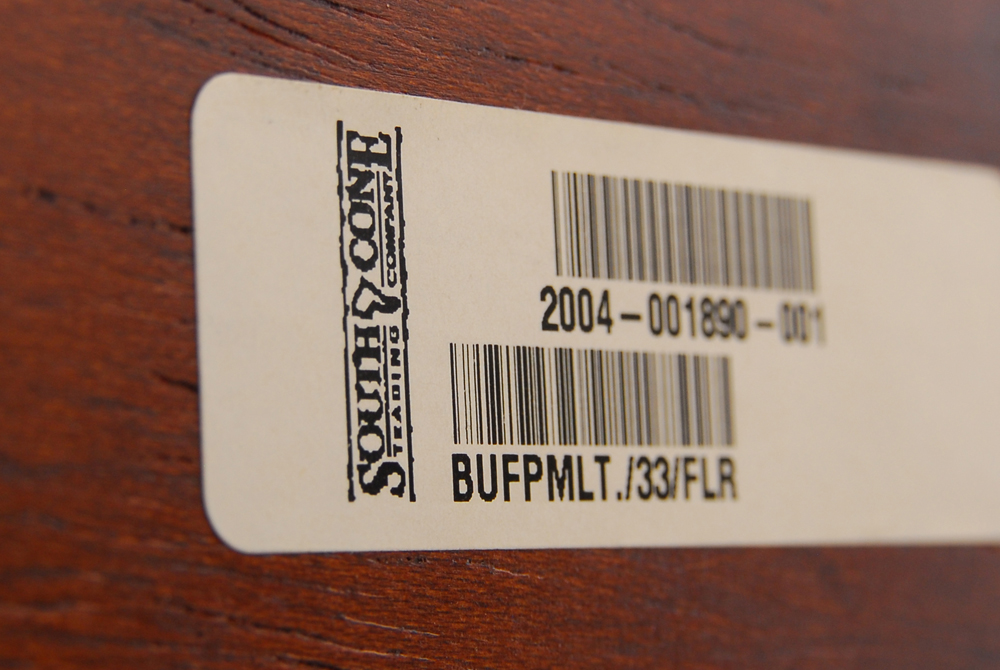 SOUTH CONE
TRADING COMPANY
2004-001890-001
BUFPMLT./33/FLR